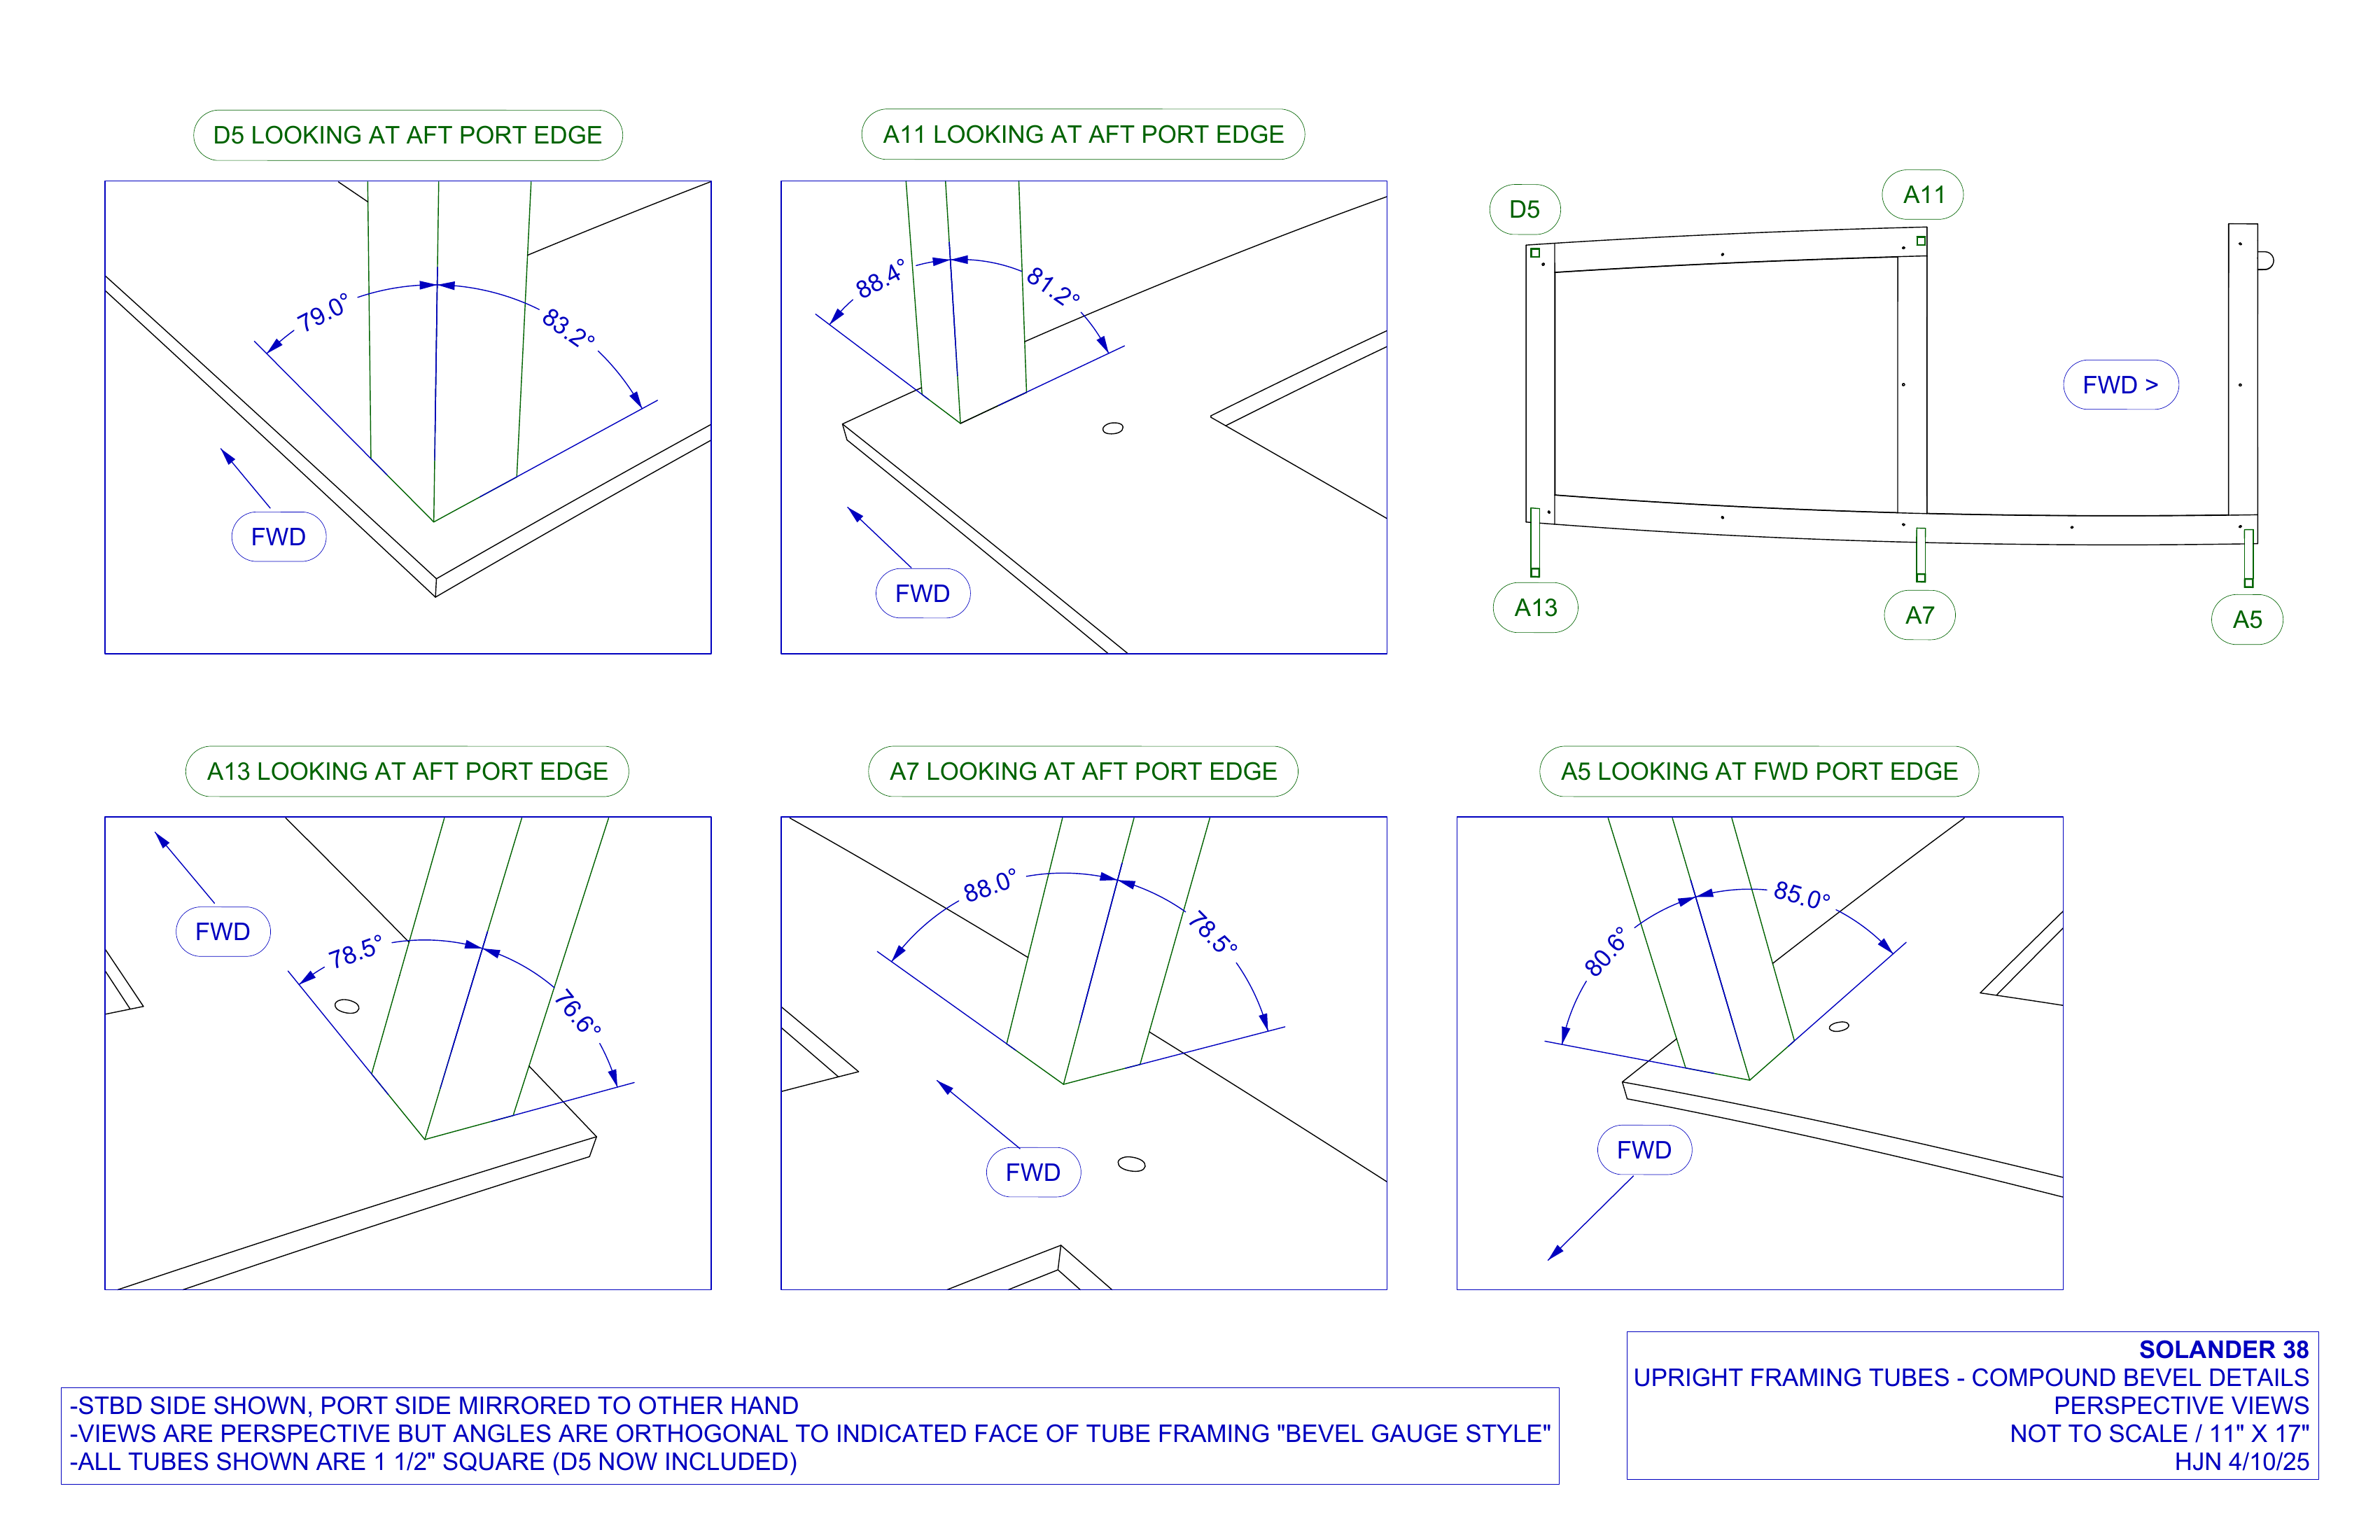 D5 LOOKING AT AFT PORT EDGE
79.0°
83.2°
FWD
A11 LOOKING AT AFT PORT EDGE
88.4°
81.2°
FWD
D5
A11
FWD >
A13
A7
A5
A13 LOOKING AT AFT PORT EDGE
FWD
78.5°
76.6°
A7 LOOKING AT AFT PORT EDGE
88.0°
78.5°
FWD
A5 LOOKING AT FWD PORT EDGE
80.6°
85.0°
FWD
-STBD SIDE SHOWN, PORT SIDE MIRRORED TO OTHER HAND
-VIEWS ARE PERSPECTIVE BUT ANGLES ARE ORTHOGONAL TO INDICATED FACE OF TUBE FRAMING "BEVEL GAUGE STYLE"
-ALL TUBES SHOWN ARE 1 1/2" SQUARE (D5 NOW INCLUDED)
SOLANDER 38
UPRIGHT FRAMING TUBES - COMPOUND BEVEL DETAILS
PERSPECTIVE VIEWS
NOT TO SCALE / 11" X 17"
HJN 4/10/25